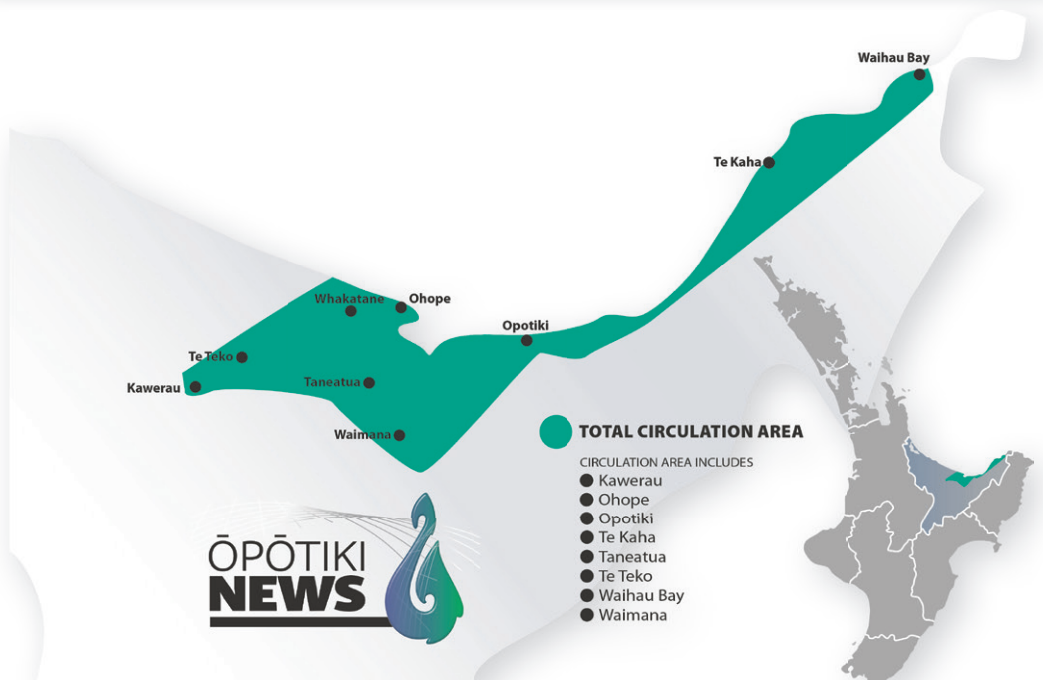 Waihau Bay
Te Kaha
Whakatane
Ohope
Opotiki
Te Teko
Kawerau
Taneatua
Waimana
TOTAL CIRCULATION AREA
CIRCULATION AREA INCLUDES
Kawerau
Ohope
Opotiki
Te Kaha
Taneatua
Te Teko
Waihau Bay
Waimana
ŌPŌTIKI
NEWS